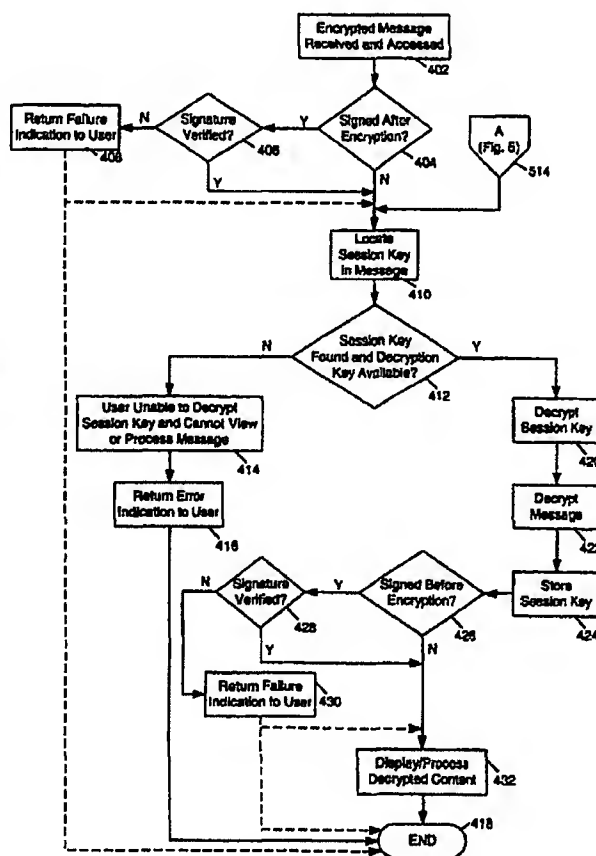 Encrypted Message
Received and Accessed
402
Signed After
Encryption?
404
Signature
Verified?
406
Return Failure
Indication to User
408
Y
N
N
Y
A
(Fig. 5)
514
Locate
Session Key
in Message
410
Session Key
Found and Decryption
Key Available?
412
N
Y
User Unable to Decrypt
Session Key and Cannot View
or Process Message
414
Return Error
Indication to User
416
Decrypt
Session Key
420
Decrypt
Message
422
Store
Session Key
424
Signed Before
Encryption?
426
Signature
Verified?
428
N
Y
Y
N
Return Failure
Indication to User
430
Display/Process
Decrypted Content
432
END
418